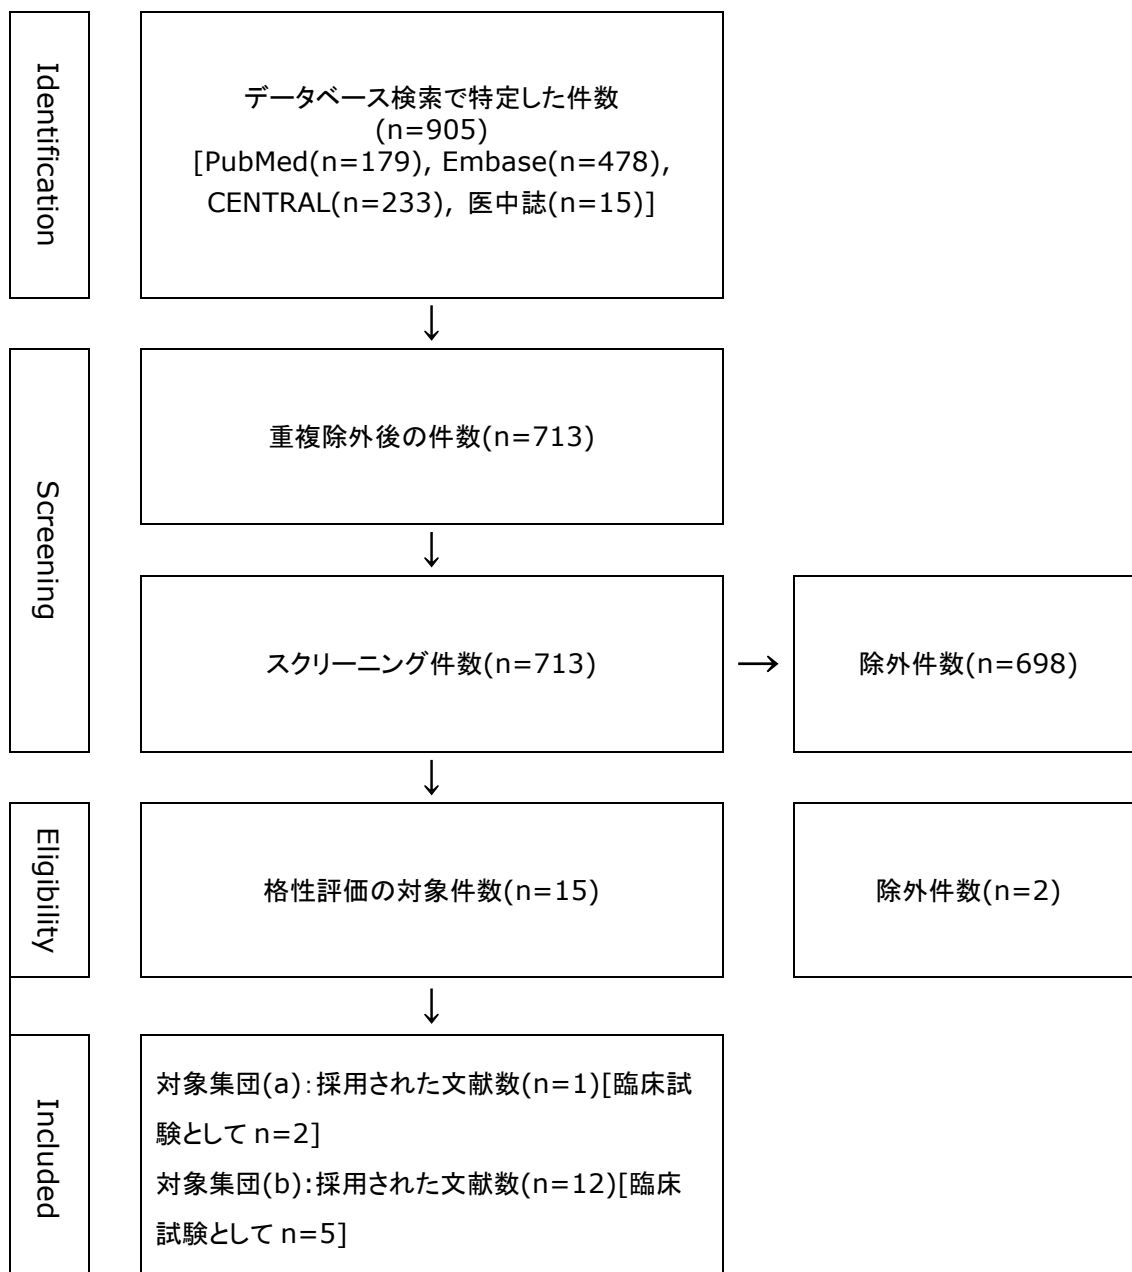 Identification
データベース検索で特定した件数
(n=905)
[PubMed(n=179), Embase(n=478),
CENTRAL(n=233), 医中誌(n=15)]
↓
Screening
重複除外後の件数(n=713)
↓
スクリーニング件数(n=713)
→
除外件数(n=698)
↓
Eligibility
格性評価の対象件数(n=15)
除外件数(n=2)
↓
Included
対象集団(a):採用された文献数(n=1)[臨床試
験として n=2]
対象集団(b):採用された文献数(n=12)[臨床
試験として n=5]